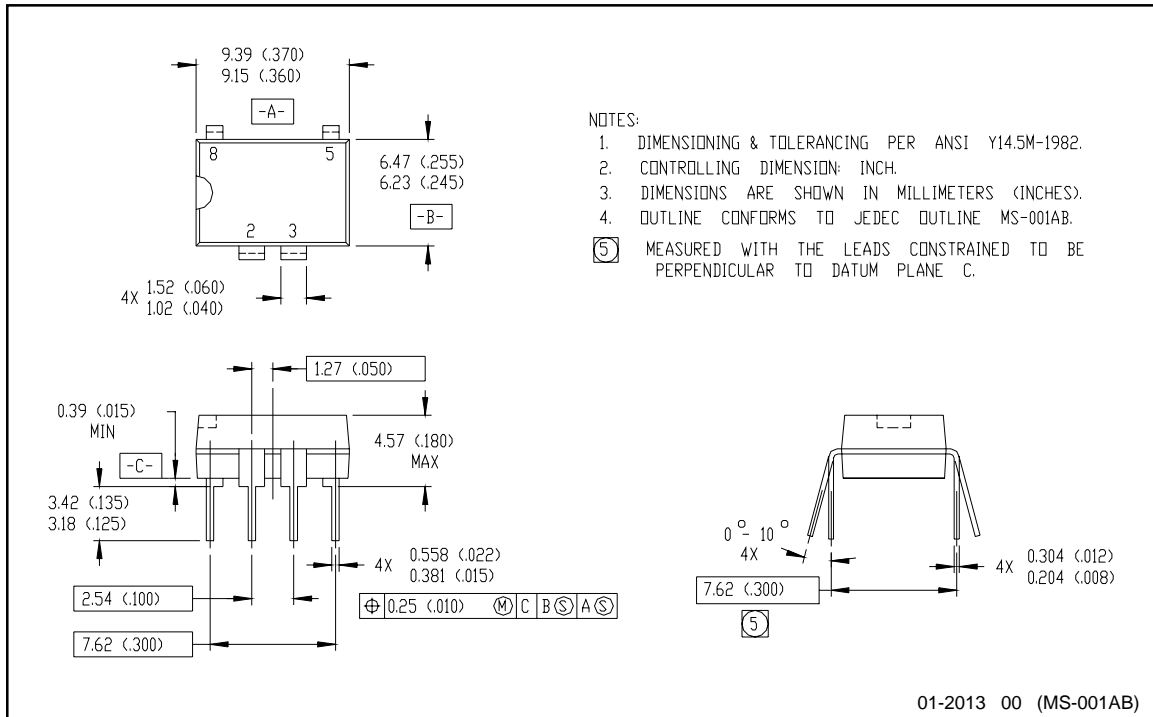 9.39 (.370)
9.15 (.360)
-A-
8 5
6.47 (.255)
6.23 (.245)
-B-
2 3
4X 1.52 (.060)
1.02 (.040)
NOTES:
1. DIMENSIONING & TOLERANCING PER ANSI Y14.5M-1982.
2. CONTROLLING DIMENSION: INCH.
3. DIMENSIONS ARE SHOWN IN MILLIMETERS (INCHES).
4. OUTLINE CONFORMS TO JEDEC OUTLINE MS-001AB.
5 MEASURED WITH THE LEADS CONSTRAINED TO BE
PERPENDICULAR TO DATUM PLANE C.
1.27 (.050)
0.39 (.015)
MIN
4.57 (.180)
MAX
-C-
3.42 (.135)
3.18 (.125)
4X 0.558 (.022)
0.381 (.015)
2.54 (.100)
⌖ 0.25 (.010) Ⓜ C B Ⓢ A Ⓢ
7.62 (.300)
0° - 10°
4X
4X 0.304 (.012)
0.204 (.008)
7.62 (.300)
5
01-2013 00 (MS-001AB)